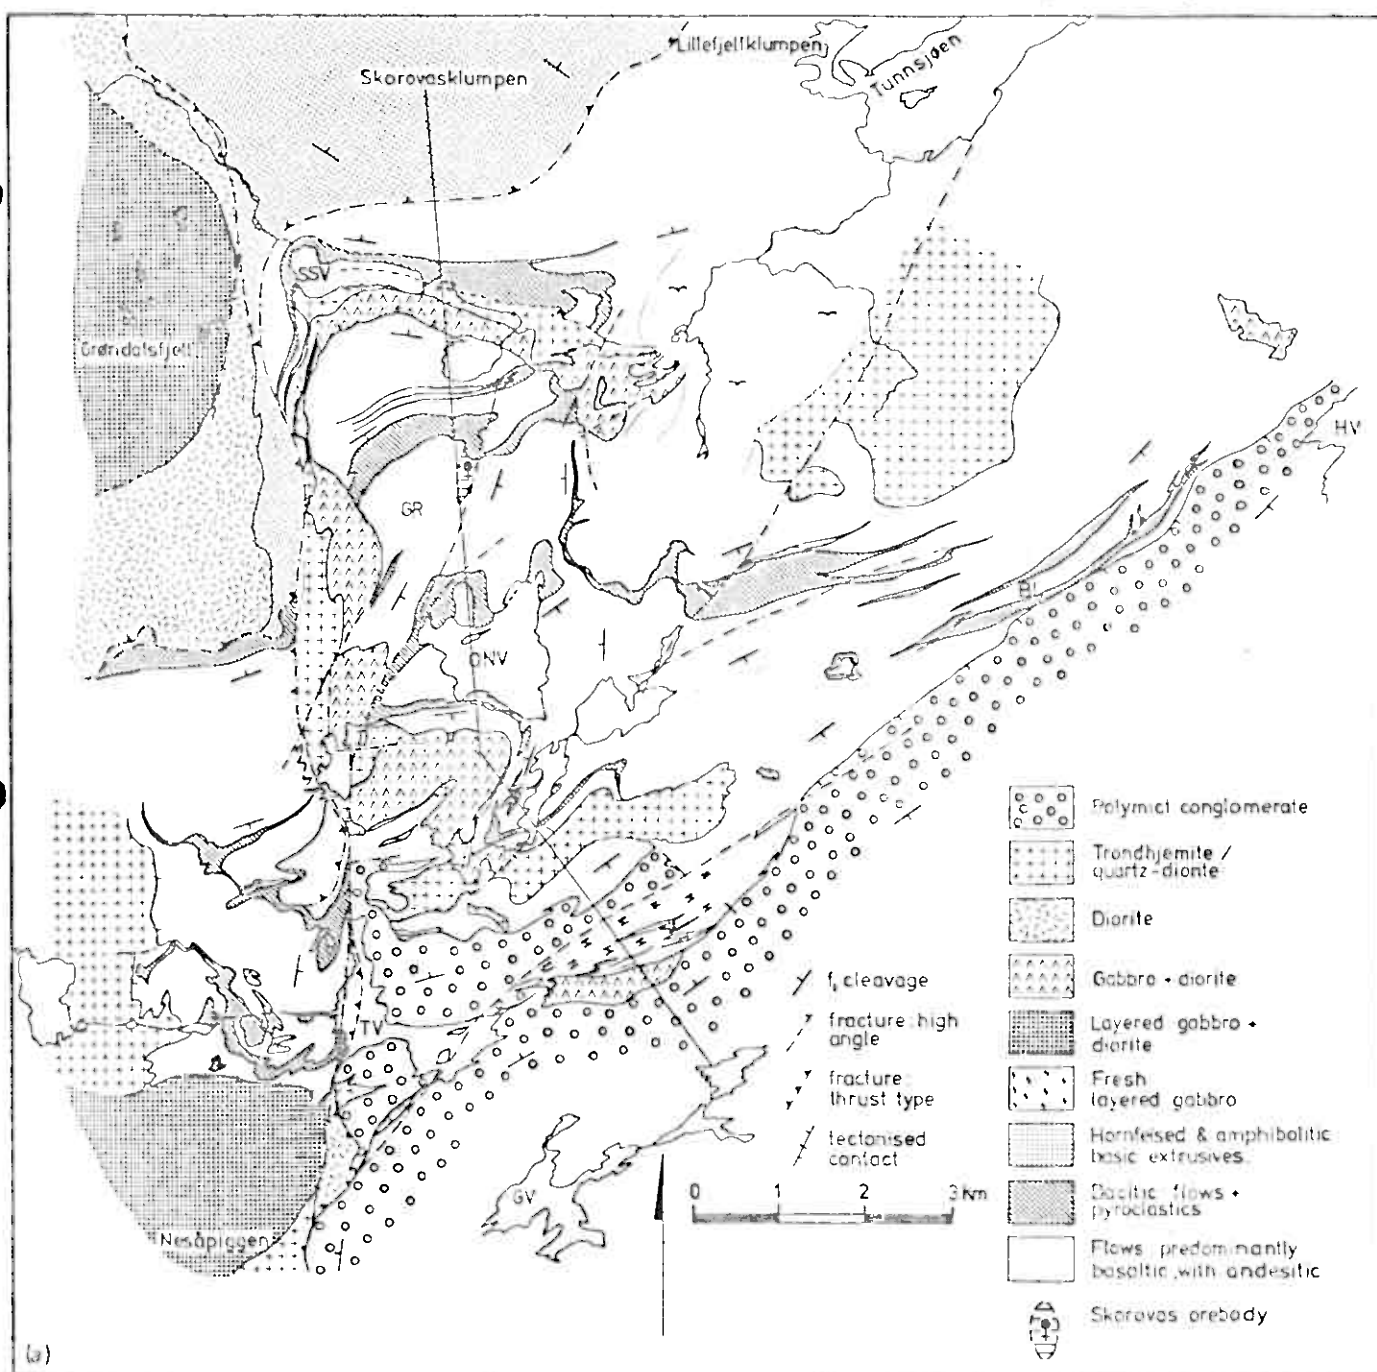 Lillefjellklumpen
Tunnsjøen
Skorovasklumpen
SSV
Grøndalsfjell
HV
GR
BJ
ONV
TV
GV
Nesåpiggen
Polymict conglomerate
Trondhjemite /
quartz-diorite
Diorite
Gabbro + diorite
Layered gabbro +
diorite
Fresh
layered gabbro
Hornfelsed & amphibolitic
basic extrusives
Dacitic flows +
pyroclastics
Flows predominantly
basaltic, with andesitic
Skorovas orebody
f₁ cleavage
fracture: high
angle
fracture:
thrust type
tectonised
contact
0 1 2 3 Km
(a)